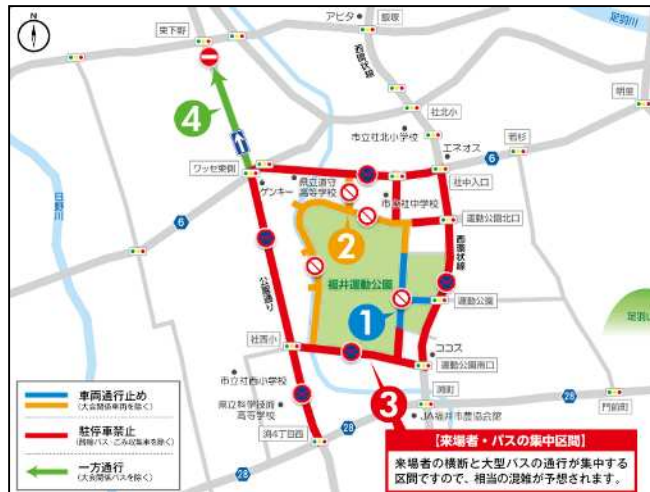 アピタ
飯塚
足羽川
東下野
西環状線
明里
社北小
市立社北小学校
若杉
エネオス
4
6
ワッセ東側
ゲンキー
県立道守
高等学校
社中入口
市立社中学校
運動公園北口
日野川
6
2
西環状線
福井運動公園
公園通り
運動公園
1
足羽山
社西小
ココス
運動公園南口
車両通行止め
(大会関係車両を除く)
市立社西小学校
渕町
28
県立科学技術
高等学校
3
門前町
駐停車禁止
(路線バス・ごみ収集車を除く)
JA福井市農協会館
渕4丁目西
28
【来場者・バスの集中区間】
一方通行
(大会関係バスを除く)
28
来場者の横断と大型バスの通行が集中する
区間ですので、相当の混雑が予想されます。